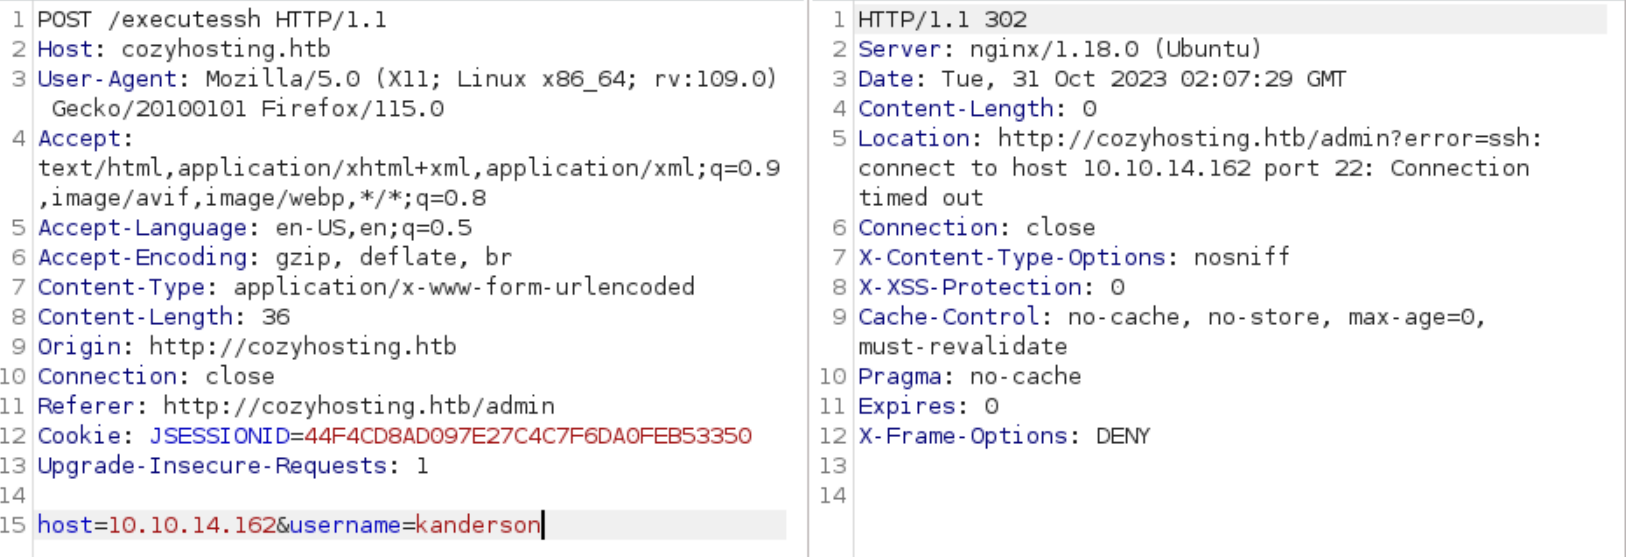 1 POST /executessh HTTP/1.1
2 Host: cozyhosting.htb
3 User-Agent: Mozilla/5.0 (X11; Linux x86_64; rv:109.0)
Gecko/20100101 Firefox/115.0
4 Accept:
text/html,application/xhtml+xml,application/xml;q=0.9
,image/avif,image/webp,*/*;q=0.8
5 Accept-Language: en-US,en;q=0.5
6 Accept-Encoding: gzip, deflate, br
7 Content-Type: application/x-www-form-urlencoded
8 Content-Length: 36
9 Origin: http://cozyhosting.htb
10 Connection: close
11 Referer: http://cozyhosting.htb/admin
12 Cookie: JSESSIONID=44F4CD8AD097E27C4C7F6DA0FEB53350
13 Upgrade-Insecure-Requests: 1
14
15 host=10.10.14.162&username=kanderson
1 HTTP/1.1 302
2 Server: nginx/1.18.0 (Ubuntu)
3 Date: Tue, 31 Oct 2023 02:07:29 GMT
4 Content-Length: 0
5 Location: http://cozyhosting.htb/admin?error=ssh:
connect to host 10.10.14.162 port 22: Connection
timed out
6 Connection: close
7 X-Content-Type-Options: nosniff
8 X-XSS-Protection: 0
9 Cache-Control: no-cache, no-store, max-age=0,
must-revalidate
10 Pragma: no-cache
11 Expires: 0
12 X-Frame-Options: DENY
13
14